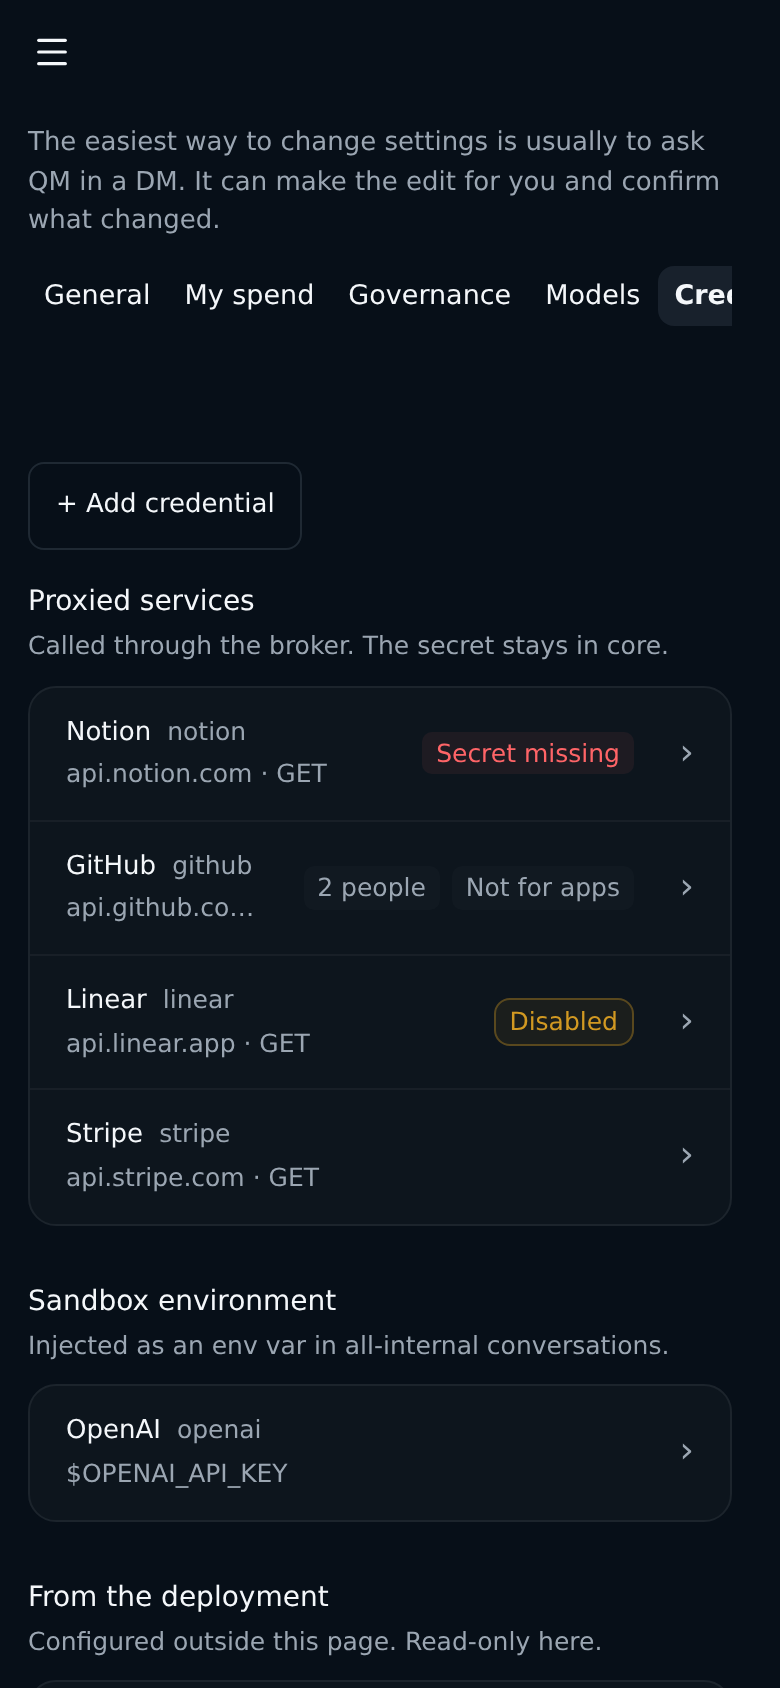 The easiest way to change settings is usually to ask
QM in a DM. It can make the edit for you and confirm
what changed.
General My spend Governance Models Cre
+ Add credential
Proxied services
Called through the broker. The secret stays in core.
Notion notion
api.notion.com · GET
Secret missing
GitHub github
api.github.co…
2 people
Not for apps
Linear linear
api.linear.app · GET
Disabled
Stripe stripe
api.stripe.com · GET
Sandbox environment
Injected as an env var in all-internal conversations.
OpenAI openai
$OPENAI_API_KEY
From the deployment
Configured outside this page. Read-only here.